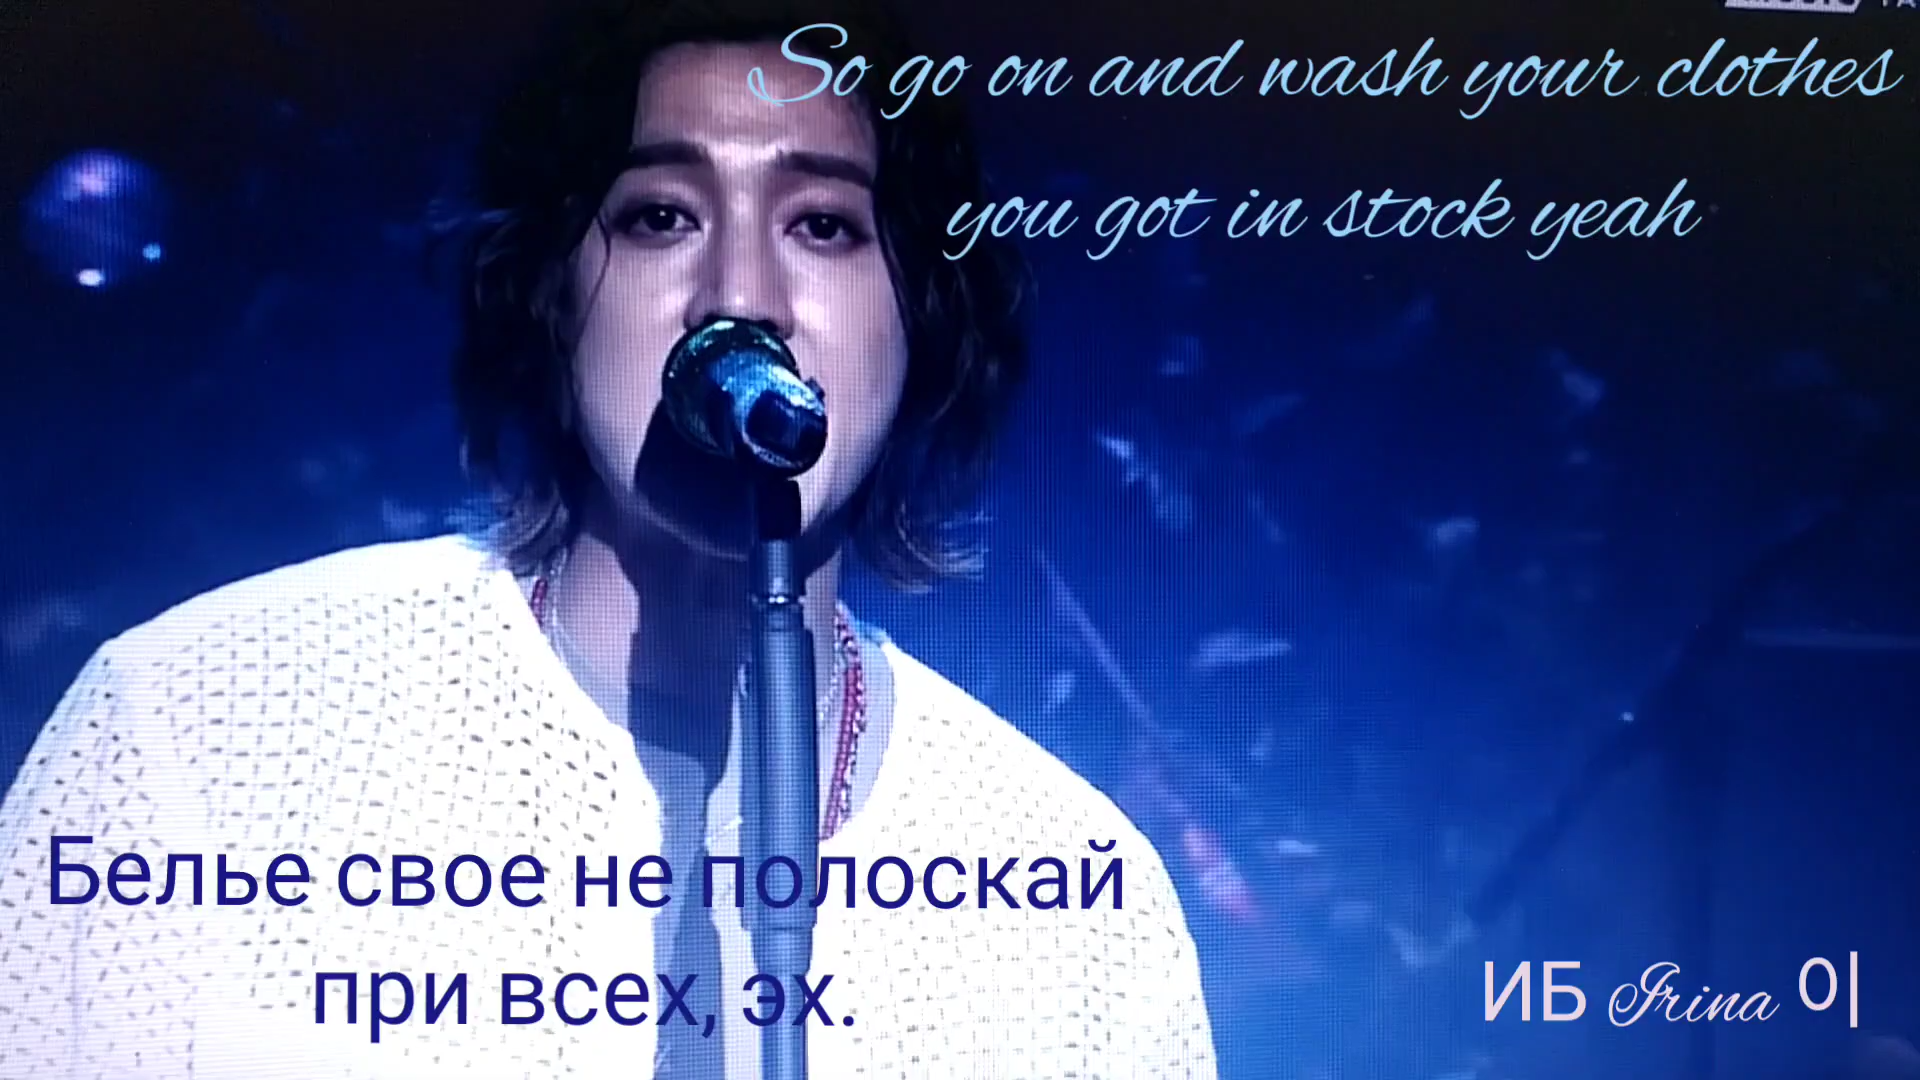 So go on and wash your clothes
you got in stock yeah
Белье свое не полоскай
при всех, эх.
ИБ Irina 이